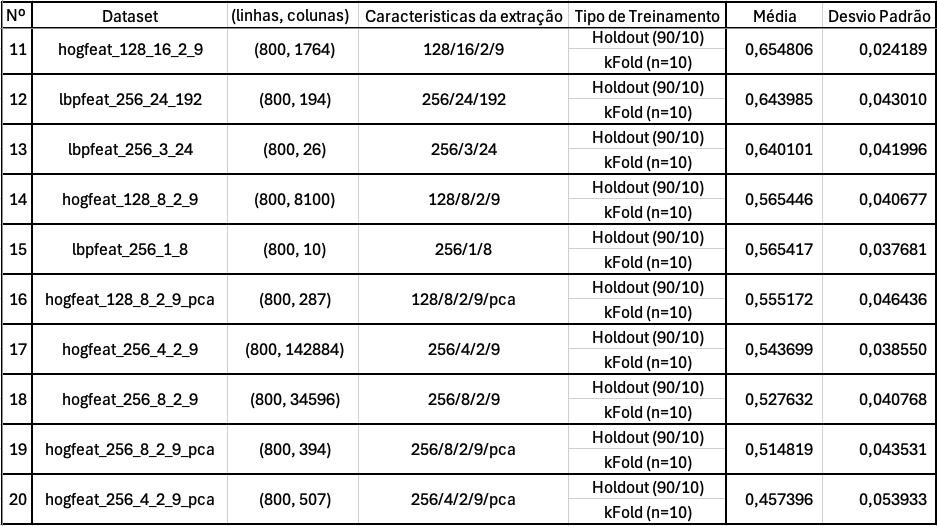 Nº Dataset (linhas, colunas) Caracteristicas da extração Tipo de Treinamento Média Desvio Padrão
11 hogfeat_128_16_2_9 (800, 1764) 128/16/2/9 Holdout (90/10) kFold (n=10) 0,654806 0,024189
12 lbpfeat_256_24_192 (800, 194) 256/24/192 Holdout (90/10) kFold (n=10) 0,643985 0,043010
13 lbpfeat_256_3_24 (800, 26) 256/3/24 Holdout (90/10) kFold (n=10) 0,640101 0,041996
14 hogfeat_128_8_2_9 (800, 8100) 128/8/2/9 Holdout (90/10) kFold (n=10) 0,565446 0,040677
15 lbpfeat_256_1_8 (800, 10) 256/1/8 Holdout (90/10) kFold (n=10) 0,565417 0,037681
16 hogfeat_128_8_2_9_pca (800, 287) 128/8/2/9/pca Holdout (90/10) kFold (n=10) 0,555172 0,046436
17 hogfeat_256_4_2_9 (800, 142884) 256/4/2/9 Holdout (90/10) kFold (n=10) 0,543699 0,038550
18 hogfeat_256_8_2_9 (800, 34596) 256/8/2/9 Holdout (90/10) kFold (n=10) 0,527632 0,040768
19 hogfeat_256_8_2_9_pca (800, 394) 256/8/2/9/pca Holdout (90/10) kFold (n=10) 0,514819 0,043531
20 hogfeat_256_4_2_9_pca (800, 507) 256/4/2/9/pca Holdout (90/10) kFold (n=10) 0,457396 0,053933